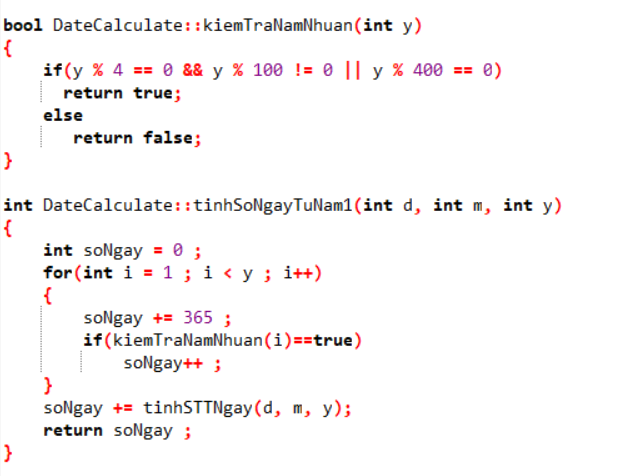 bool DateCalculate::kiemTraNamNhuan(int y)
{
    if(y % 4 == 0 && y % 100 != 0 || y % 400 == 0)
      return true;
    else
       return false;
}

int DateCalculate::tinhSoNgayTuNam1(int d, int m, int y)
{
    int soNgay = 0 ;
    for(int i = 1 ; i < y ; i++)
    {
        soNgay += 365 ;
        if(kiemTraNamNhuan(i)==true)
            soNgay++ ;
    }
    soNgay += tinhSTTNgay(d, m, y);
    return soNgay ;
}